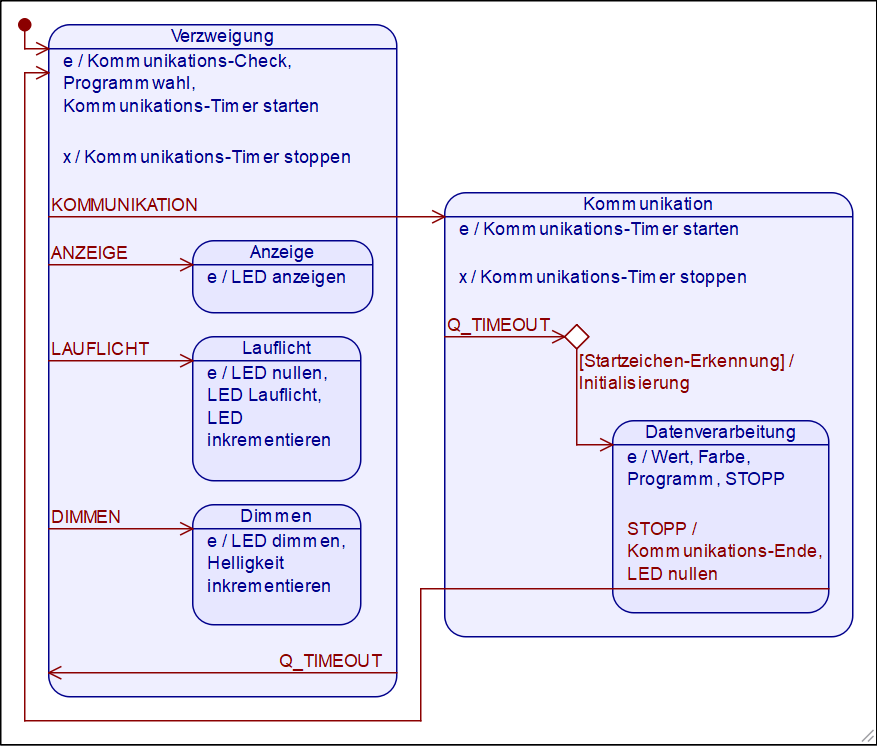 Verzweigung
e / Kommunikations-Check,
Programmwahl,
Kommunikations-Timer starten
x / Kommunikations-Timer stoppen
KOMMUNIKATION
ANZEIGE
Anzeige
e / LED anzeigen
LAUFLICHT
Lauflicht
e / LED nullen,
LED Lauflicht,
LED
inkrementieren
DIMMEN
Dimmen
e / LED dimmen,
Helligkeit
inkrementieren
Q_TIMEOUT
Kommunikation
e / Kommunikations-Timer starten
x / Kommunikations-Timer stoppen
Q_TIMEOUT
[Startzeichen-Erkennung] /
Initialisierung
Datenverarbeitung
e / Wert, Farbe,
Programm, STOPP
STOPP /
Kommunikations-Ende,
LED nullen